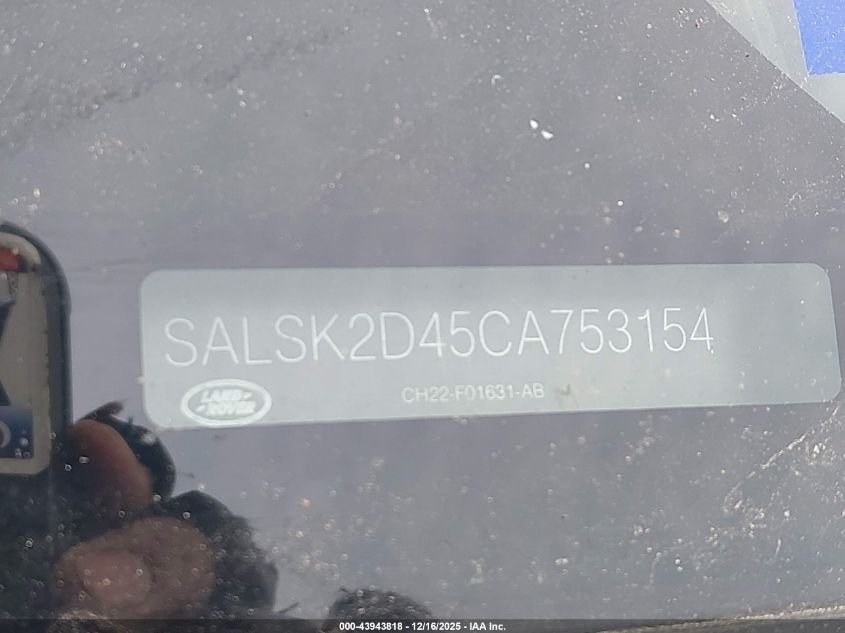 SALSK2D45CA753154
LAND-
-ROVER
CH22-F01631-AB
000-43943818 - 12/16/2025 - IAA Inc.